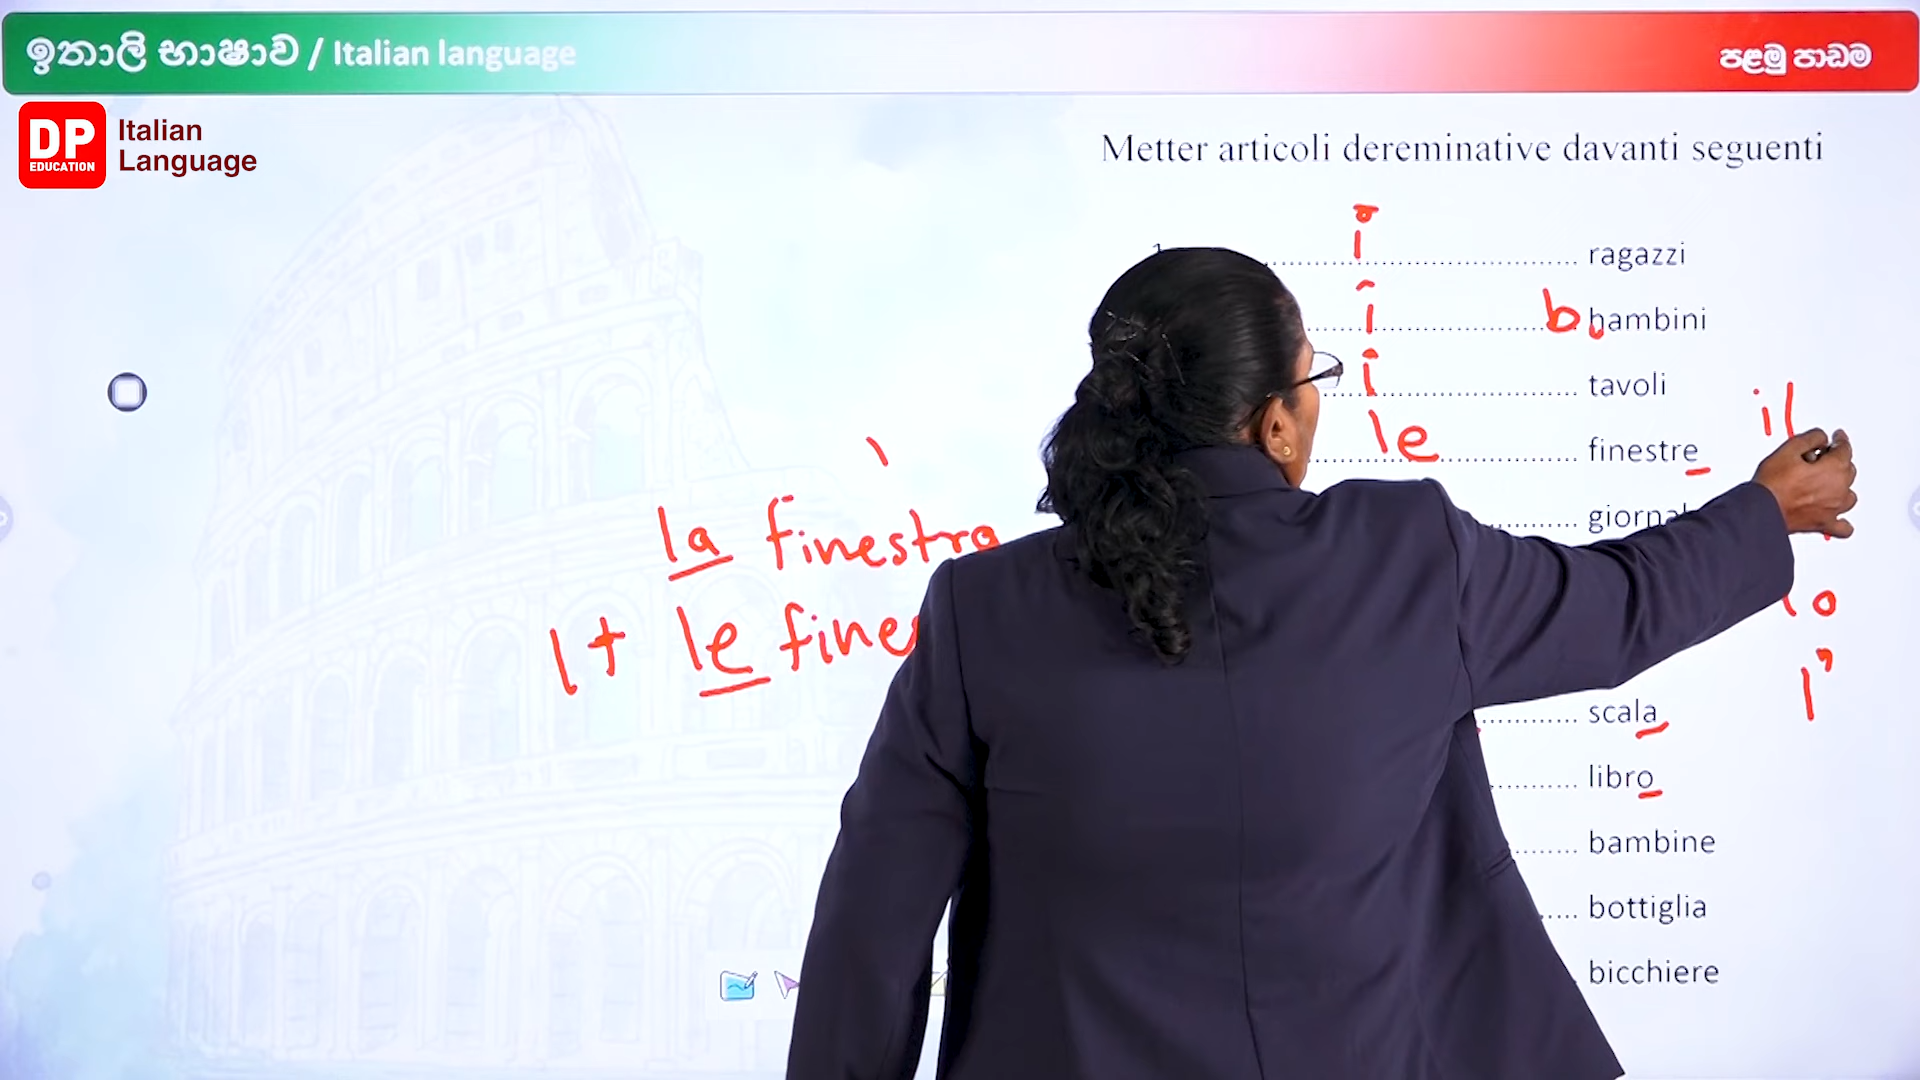 ඉතාලි භාෂාව / Italian language
පළමු පාඩම
DP
EDUCATION
Italian
Language
Metter articoli dereminative davanti seguenti
i ragazzi
i b bambini
i tavoli
le finestre
il
la finestra
lo
l+ le
l'
scala
libro
bambine
bottiglia
bicchiere